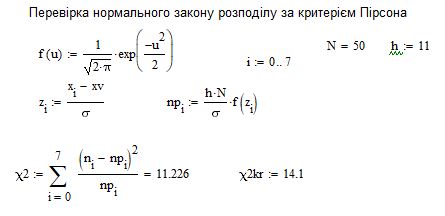 Перевірка нормального закону розподілу за критерієм Пірсона
f(u) := 1/√(2·π) · exp(−u²/2)
i := 0.. 7
N = 50 h := 11
z_i := (x_i − xv)/σ
np_i := (h·N/σ)·f(z_i)
χ2 := ∑_{i = 0}^{7} (n_i − np_i)²/np_i = 11.226
χ2kr := 14.1